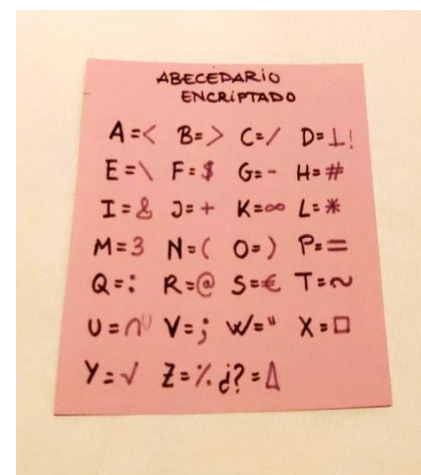 ABECEDARiO
ENCRiPTADO
A=< B=> C=/ D=⊥!
E=\ F=$ G=- H=#
I=& J=+ K=∞ L=*
M=3 N=( O=) P==
Q=: R=@ S=€ T=~
U=∩ V=; W=" X=□
Y=√ Z=% ¿?=Δ